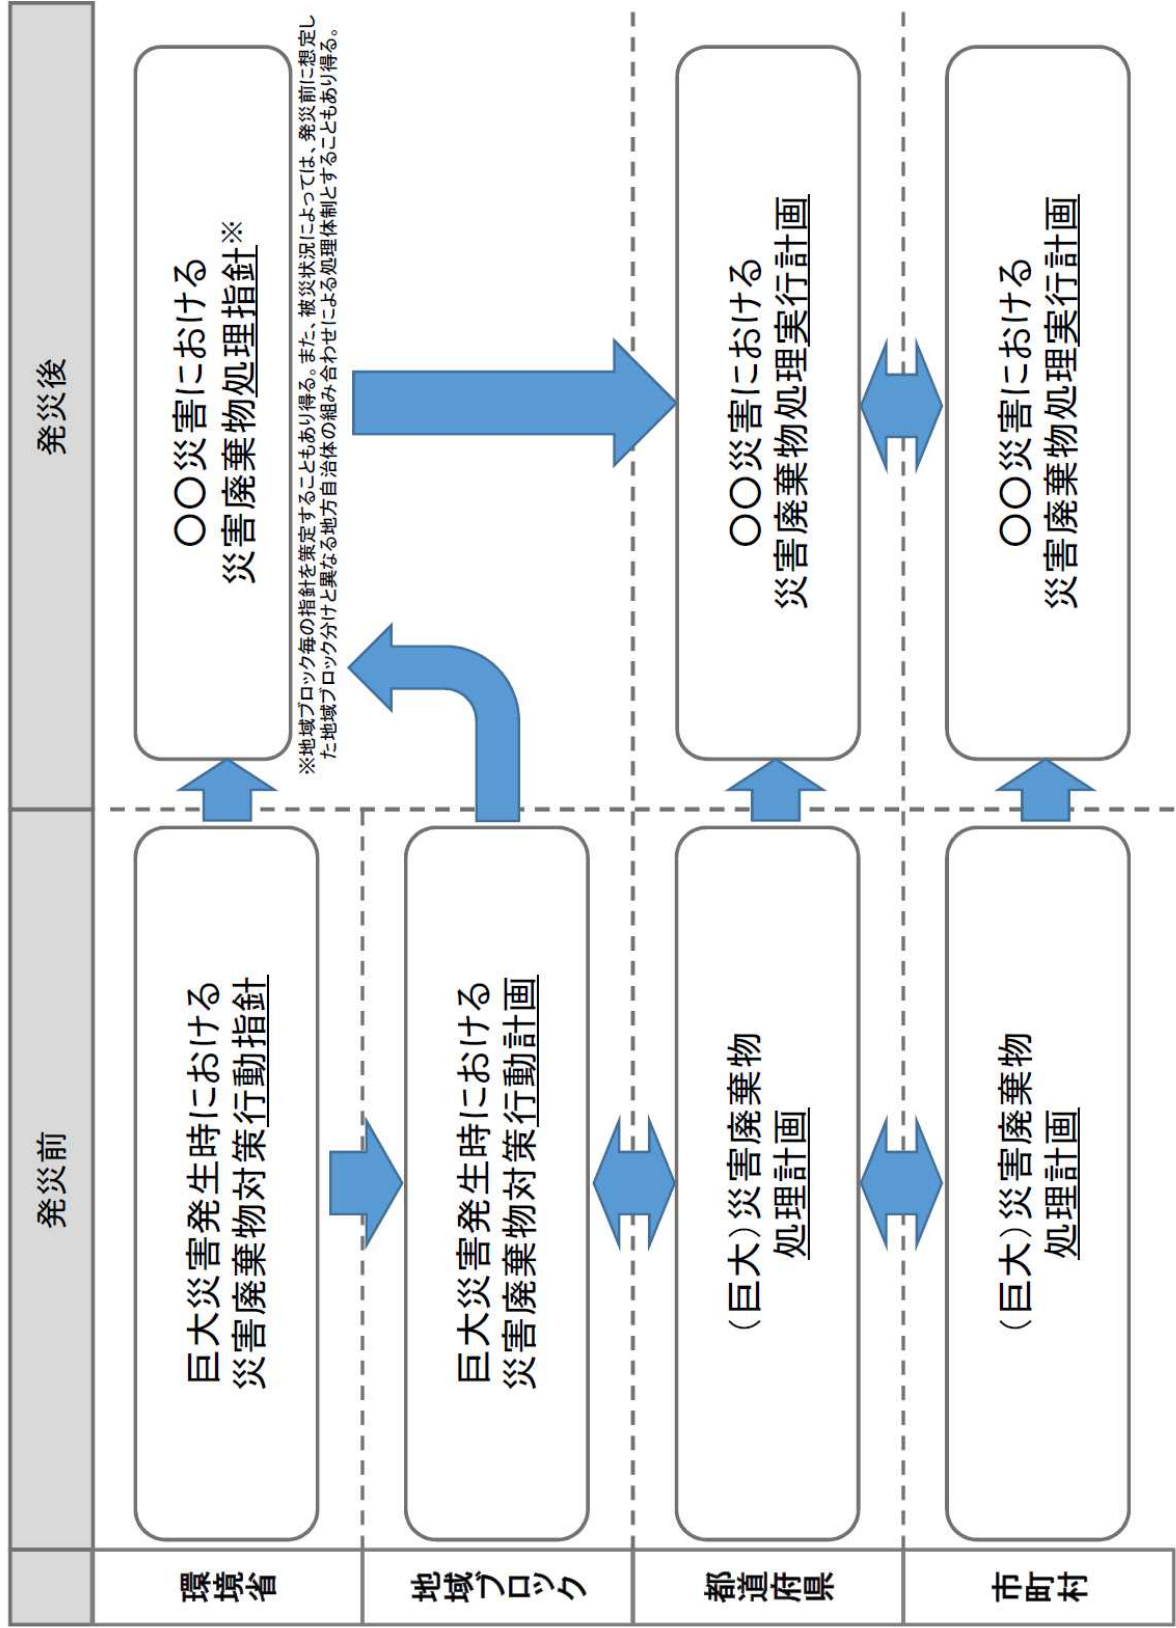 発災前
発災後
環境省
巨大災害発生時における
災害廃棄物対策行動指針
〇〇災害における
災害廃棄物処理指針※
※地域ブロック毎の指針を策定することもあり得る。また、被災状況によっては、発災前に想定し
た地域ブロック分けと異なる地方自治体の組み合わせによる処理体制とすることもあり得る。
地域ブロック
巨大災害発生時における
災害廃棄物対策行動計画
都道府県
（巨大）災害廃棄物
処理計画
〇〇災害における
災害廃棄物処理実行計画
市町村
（巨大）災害廃棄物
処理計画
〇〇災害における
災害廃棄物処理実行計画